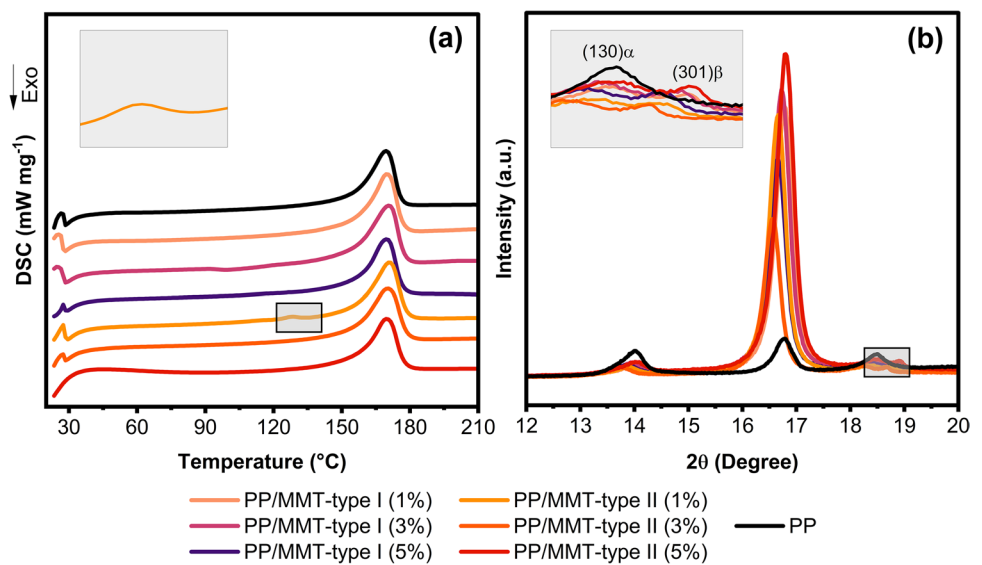 (a)
Exo
DSC (mW mg⁻¹)
30 60 90 120 150 180 210
Temperature (°C)
(b)
(130)α
(301)β
Intensity (a.u.)
12 13 14 15 16 17 18 19 20
2θ (Degree)
PP/MMT-type I (1%)
PP/MMT-type I (3%)
PP/MMT-type I (5%)
PP/MMT-type II (1%)
PP/MMT-type II (3%)
PP/MMT-type II (5%)
PP